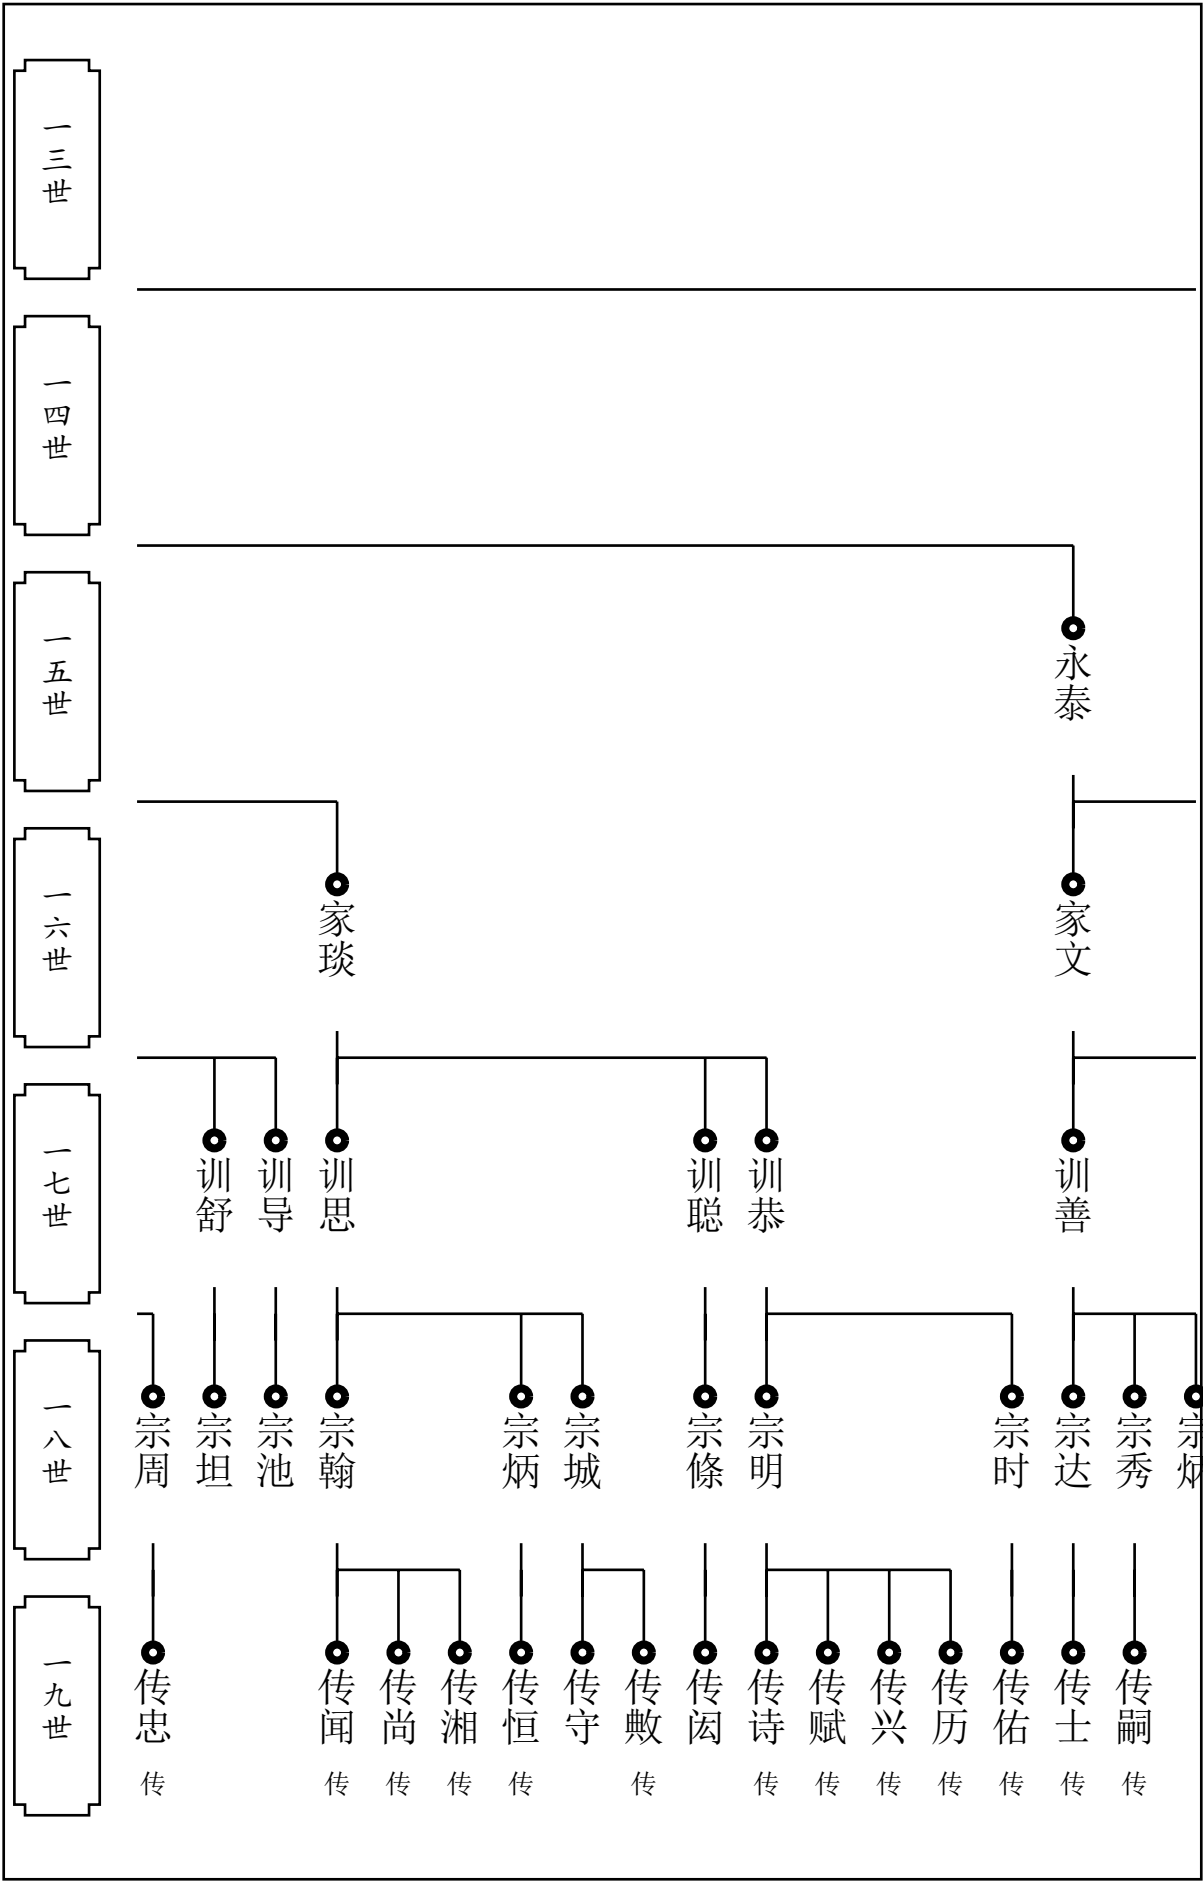 一三世
一四世
一五世
永泰
一六世
家琰
家文
一七世
训舒
训导
训思
训聪
训恭
训善
一八世
宗周
宗坦
宗池
宗翰
宗炳
宗城
宗條
宗明
宗时
宗达
宗秀
宗炳
一九世
传忠
传闻
传尚
传湘
传恒
传守
传敷
传闳
传诗
传赋
传兴
传历
传佑
传士
传嗣
传
传
传
传
传
传
传
传
传
传
传
传
传